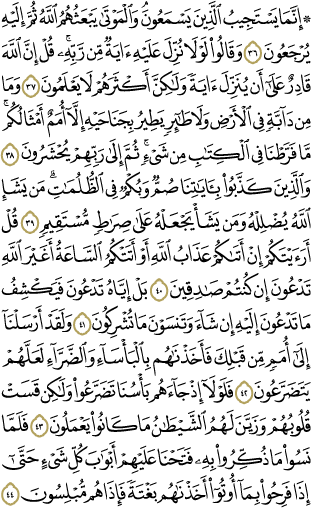 ۞ إِنَّمَا يَسْتَجِيبُ ٱلَّذِينَ يَسْمَعُونَۘ وَٱلْمَوْتَىٰ يَبْعَثُهُمُ ٱللَّهُ ثُمَّ إِلَيْهِ
يُرْجَعُونَ ٣٦ وَقَالُوا۟ لَوْلَا نُزِّلَ عَلَيْهِ ءَايَةٌ مِّن رَّبِّهِۦۚ قُلْ إِنَّ ٱللَّهَ
قَادِرٌ عَلَىٰٓ أَن يُنَزِّلَ ءَايَةً وَلَٰكِنَّ أَكْثَرَهُمْ لَا يَعْلَمُونَ ٣٧ وَمَا
مِن دَآبَّةٍ فِى ٱلْأَرْضِ وَلَا طَٰٓئِرٍ يَطِيرُ بِجَنَاحَيْهِ إِلَّآ أُمَمٌ أَمْثَالُكُمۚ
مَّا فَرَّطْنَا فِى ٱلْكِتَٰبِ مِن شَىْءٍۚ ثُمَّ إِلَىٰ رَبِّهِمْ يُحْشَرُونَ ٣٨
وَٱلَّذِينَ كَذَّبُوا۟ بِـَٔايَٰتِنَا صُمٌّ وَبُكْمٌ فِى ٱلظُّلُمَٰتِۗ مَن يَشَإِ
ٱللَّهُ يُضْلِلْهُ وَمَن يَشَأْ يَجْعَلْهُ عَلَىٰ صِرَٰطٍ مُّسْتَقِيمٍ ٣٩ قُلْ
أَرَءَيْتَكُمْ إِنْ أَتَىٰكُمْ عَذَابُ ٱللَّهِ أَوْ أَتَتْكُمُ ٱلسَّاعَةُ أَغَيْرَ ٱللَّهِ
تَدْعُونَ إِن كُنتُمْ صَٰدِقِينَ ٤٠ بَلْ إِيَّاهُ تَدْعُونَ فَيَكْشِفُ
مَا تَدْعُونَ إِلَيْهِ إِن شَآءَ وَتَنسَوْنَ مَا تُشْرِكُونَ ٤١ وَلَقَدْ أَرْسَلْنَآ
إِلَىٰٓ أُمَمٍ مِّن قَبْلِكَ فَأَخَذْنَٰهُم بِٱلْبَأْسَآءِ وَٱلضَّرَّآءِ لَعَلَّهُمْ
يَتَضَرَّعُونَ ٤٢ فَلَوْلَآ إِذْ جَآءَهُم بَأْسُنَا تَضَرَّعُوا۟ وَلَٰكِن قَسَتْ
قُلُوبُهُمْ وَزَيَّنَ لَهُمُ ٱلشَّيْطَٰنُ مَا كَانُوا۟ يَعْمَلُونَ ٤٣ فَلَمَّا
نَسُوا۟ مَا ذُكِّرُوا۟ بِهِۦ فَتَحْنَا عَلَيْهِمْ أَبْوَٰبَ كُلِّ شَىْءٍ حَتَّىٰٓ
إِذَا فَرِحُوا۟ بِمَآ أُوتُوٓا۟ أَخَذْنَٰهُم بَغْتَةً فَإِذَا هُم مُّبْلِسُونَ ٤٤